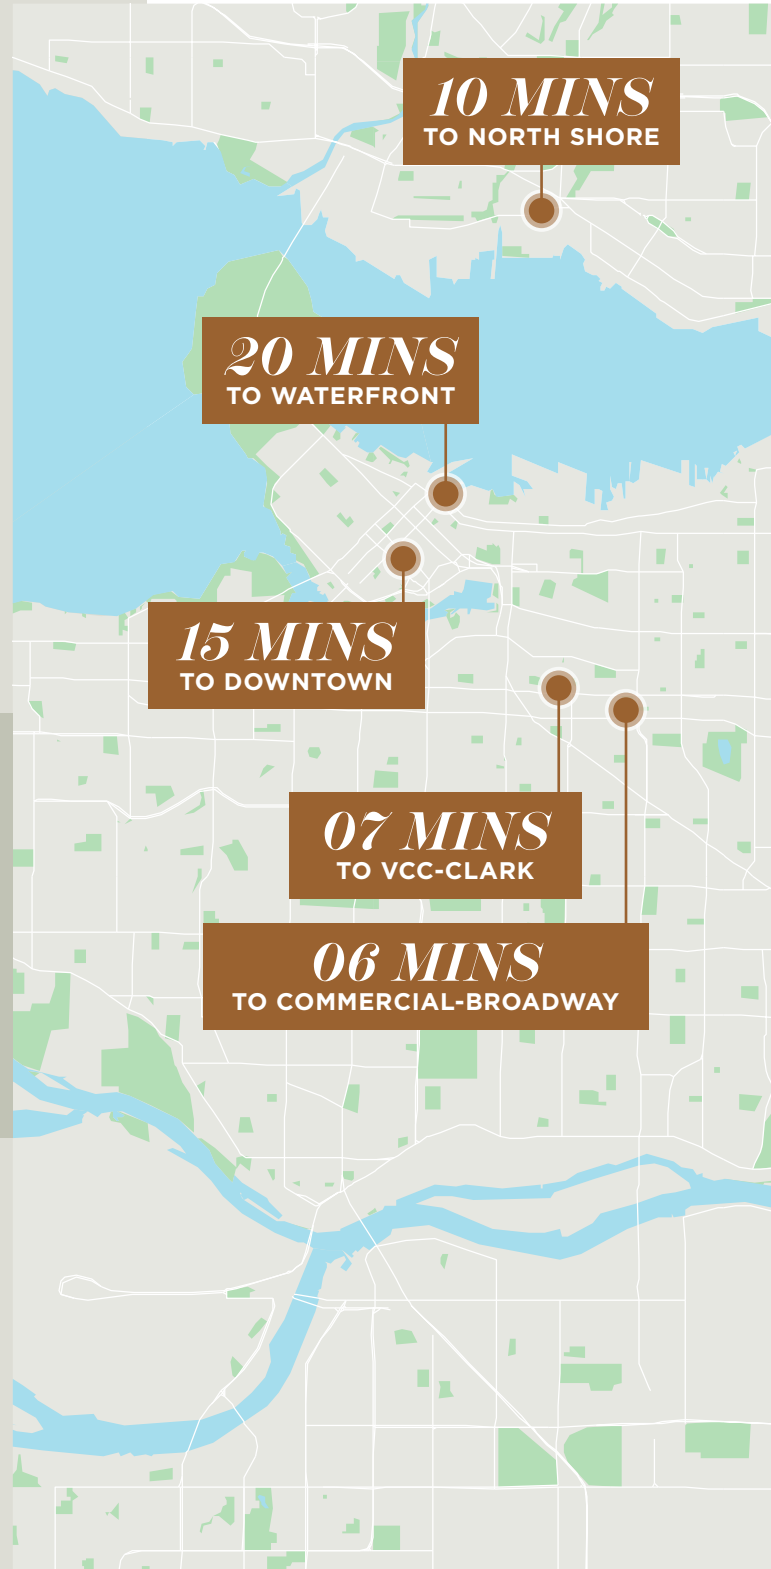 10 MINS
TO NORTH SHORE
20 MINS
TO WATERFRONT
15 MINS
TO DOWNTOWN
07 MINS
TO VCC-CLARK
06 MINS
TO COMMERCIAL-BROADWAY